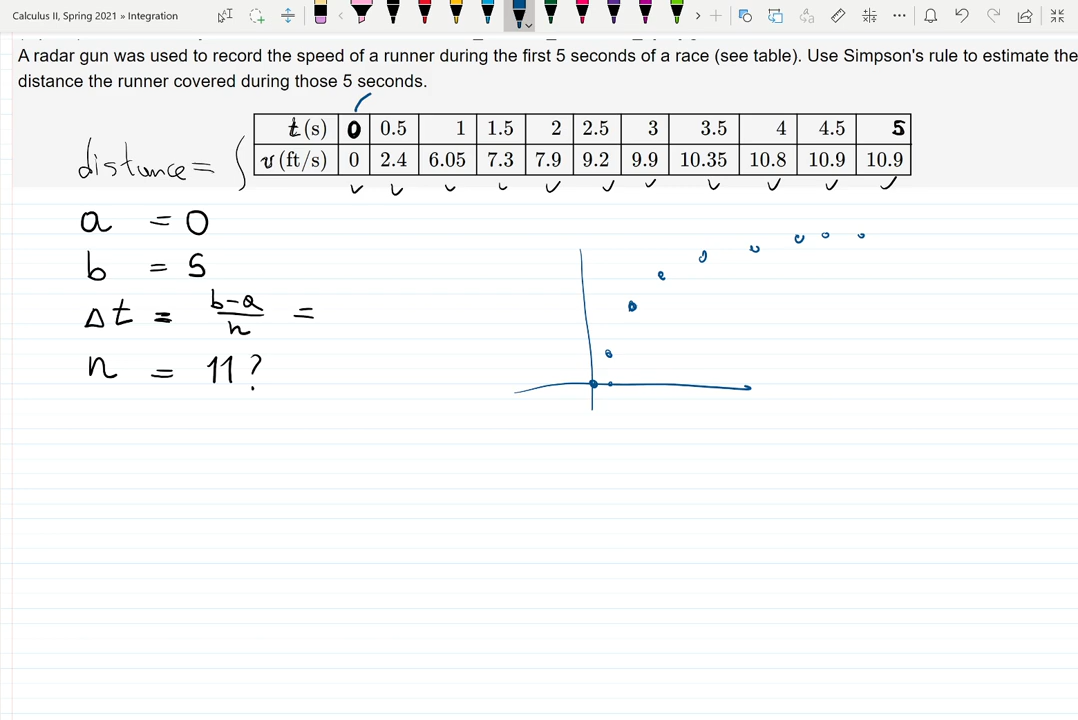 Calculus II, Spring 2021 » Integration
A radar gun was used to record the speed of a runner during the first 5 seconds of a race (see table). Use Simpson's rule to estimate the
distance the runner covered during those 5 seconds.
t (s) 0 0.5 1 1.5 2 2.5 3 3.5 4 4.5 5
distance = ∫ v (ft/s) 0 2.4 6.05 7.3 7.9 9.2 9.9 10.35 10.8 10.9 10.9
a = 0
b = 5
Δt = (b-a)/n =
n = 11?